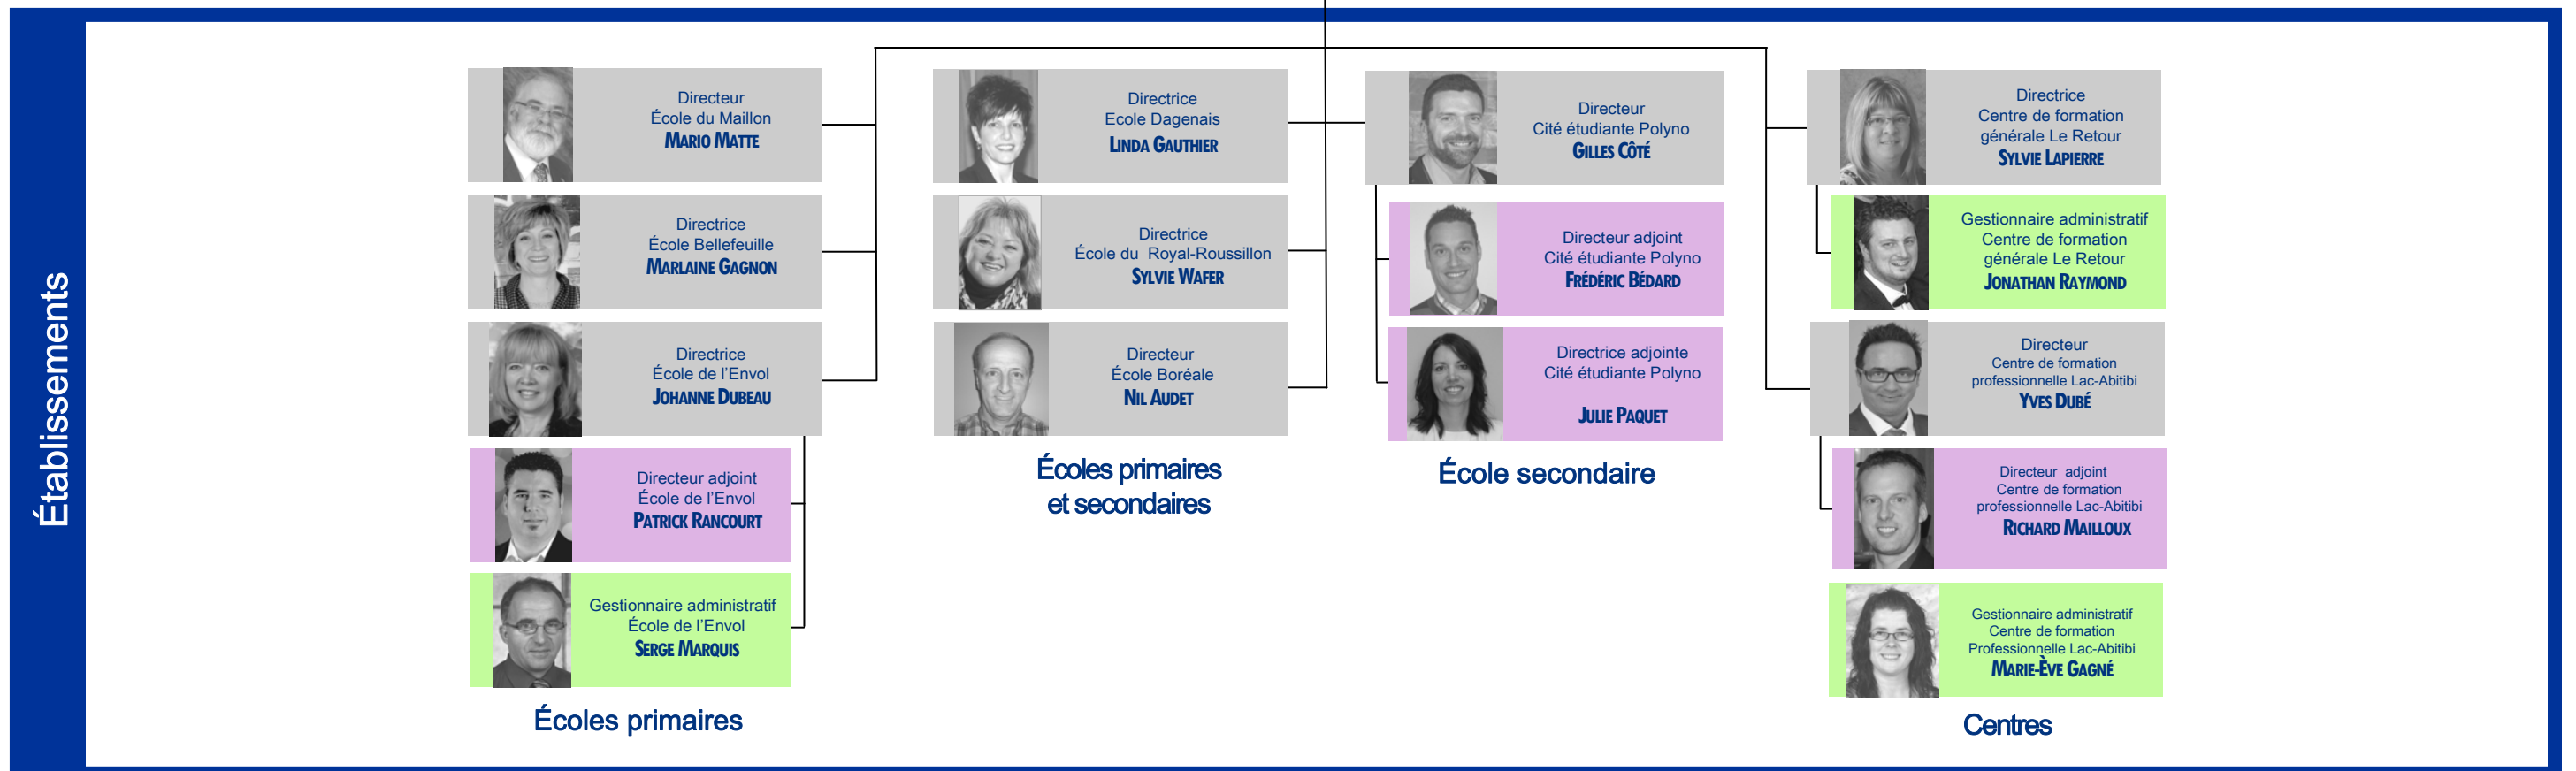 Établissements
Directeur
École du Maillon
MARIO MATTE
Directrice
École Bellefeuille
MARLAINE GAGNON
Directrice
École de l'Envol
JOHANNE DUBEAU
Directeur adjoint
École de l'Envol
PATRICK RANCOURT
Gestionnaire administratif
École de l'Envol
SERGE MARQUIS
Écoles primaires
Directrice
Ecole Dagenais
LINDA GAUTHIER
Directrice
École du Royal-Roussillon
SYLVIE WAFER
Directeur
École Boréale
NIL AUDET
Écoles primaires
et secondaires
Directeur
Cité étudiante Polyno
GILLES CÔTÉ
Directeur adjoint
Cité étudiante Polyno
FRÉDÉRIC BÉDARD
Directrice adjointe
Cité étudiante Polyno
JULIE PAQUET
École secondaire
Directrice
Centre de formation
générale Le Retour
SYLVIE LAPIERRE
Gestionnaire administratif
Centre de formation
générale Le Retour
JONATHAN RAYMOND
Directeur
Centre de formation
professionnelle Lac-Abitibi
YVES DUBÉ
Directeur adjoint
Centre de formation
professionnelle Lac-Abitibi
RICHARD MAILLOUX
Gestionnaire administratif
Centre de formation
Professionnelle Lac-Abitibi
MARIE-ÈVE GAGNÉ
Centres